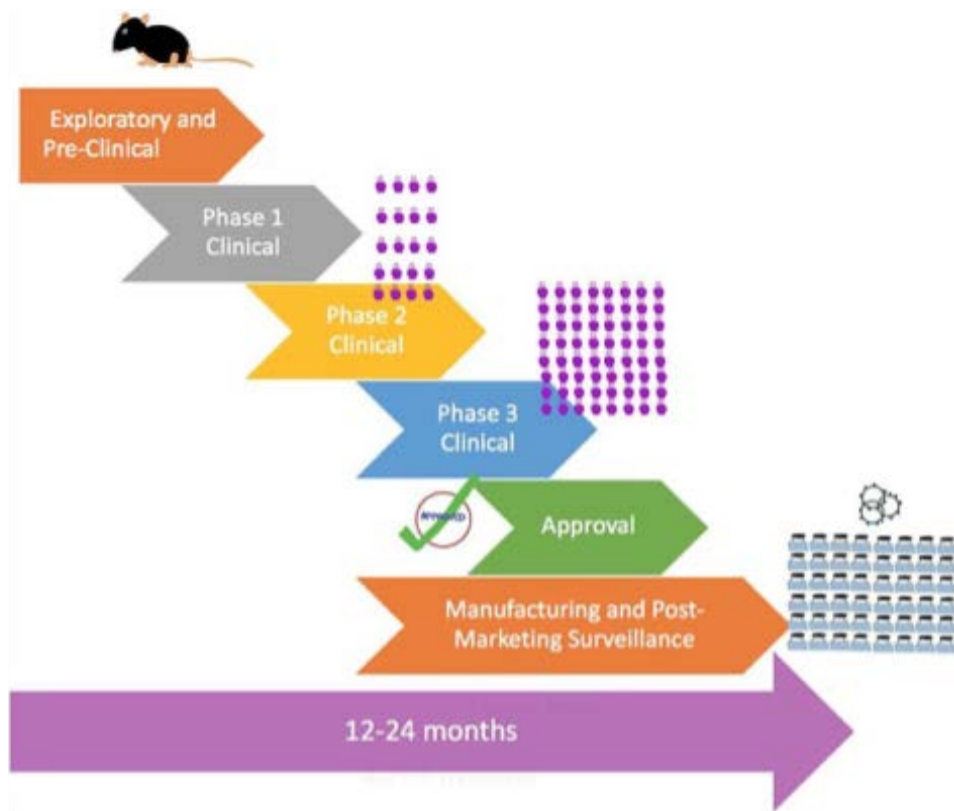 Exploratory and
Pre-Clinical
Phase 1
Clinical
Phase 2
Clinical
Phase 3
Clinical
APPROVED
Approval
Manufacturing and Post-
Marketing Surveillance
12-24 months